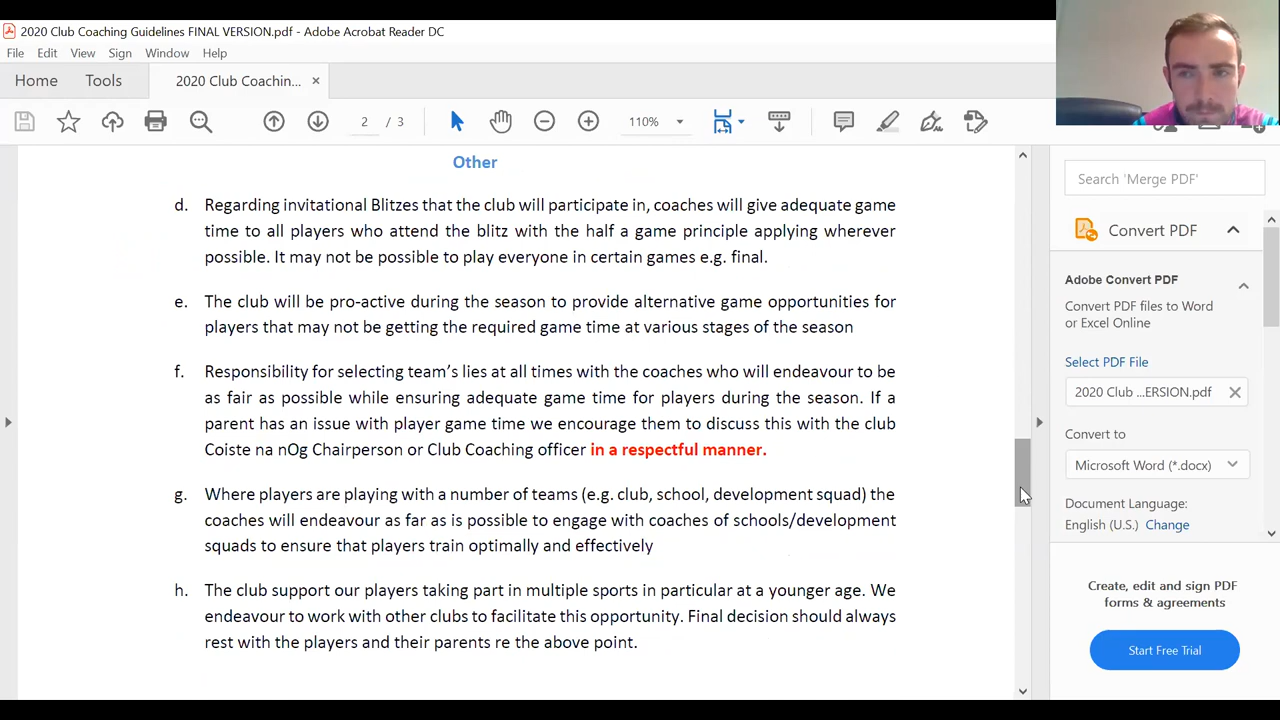 2020 Club Coaching Guidelines FINAL VERSION.pdf - Adobe Acrobat Reader DC
File Edit View Sign Window Help
Home Tools 2020 Club Coachin... ×
2 / 3 110%
Other
d. Regarding invitational Blitzes that the club will participate in, coaches will give adequate game
time to all players who attend the blitz with the half a game principle applying wherever
possible. It may not be possible to play everyone in certain games e.g. final.
e. The club will be pro-active during the season to provide alternative game opportunities for
players that may not be getting the required game time at various stages of the season
f. Responsibility for selecting team's lies at all times with the coaches who will endeavour to be
as fair as possible while ensuring adequate game time for players during the season. If a
parent has an issue with player game time we encourage them to discuss this with the club
Coiste na nOg Chairperson or Club Coaching officer in a respectful manner.
g. Where players are playing with a number of teams (e.g. club, school, development squad) the
coaches will endeavour as far as is possible to engage with coaches of schools/development
squads to ensure that players train optimally and effectively
h. The club support our players taking part in multiple sports in particular at a younger age. We
endeavour to work with other clubs to facilitate this opportunity. Final decision should always
rest with the players and their parents re the above point.
Search 'Merge PDF'
Convert PDF
Adobe Convert PDF
Convert PDF files to Word
or Excel Online
Select PDF File
2020 Club ...ERSION.pdf
Convert to
Microsoft Word (*.docx)
Document Language:
English (U.S.) Change
Create, edit and sign PDF
forms & agreements
Start Free Trial